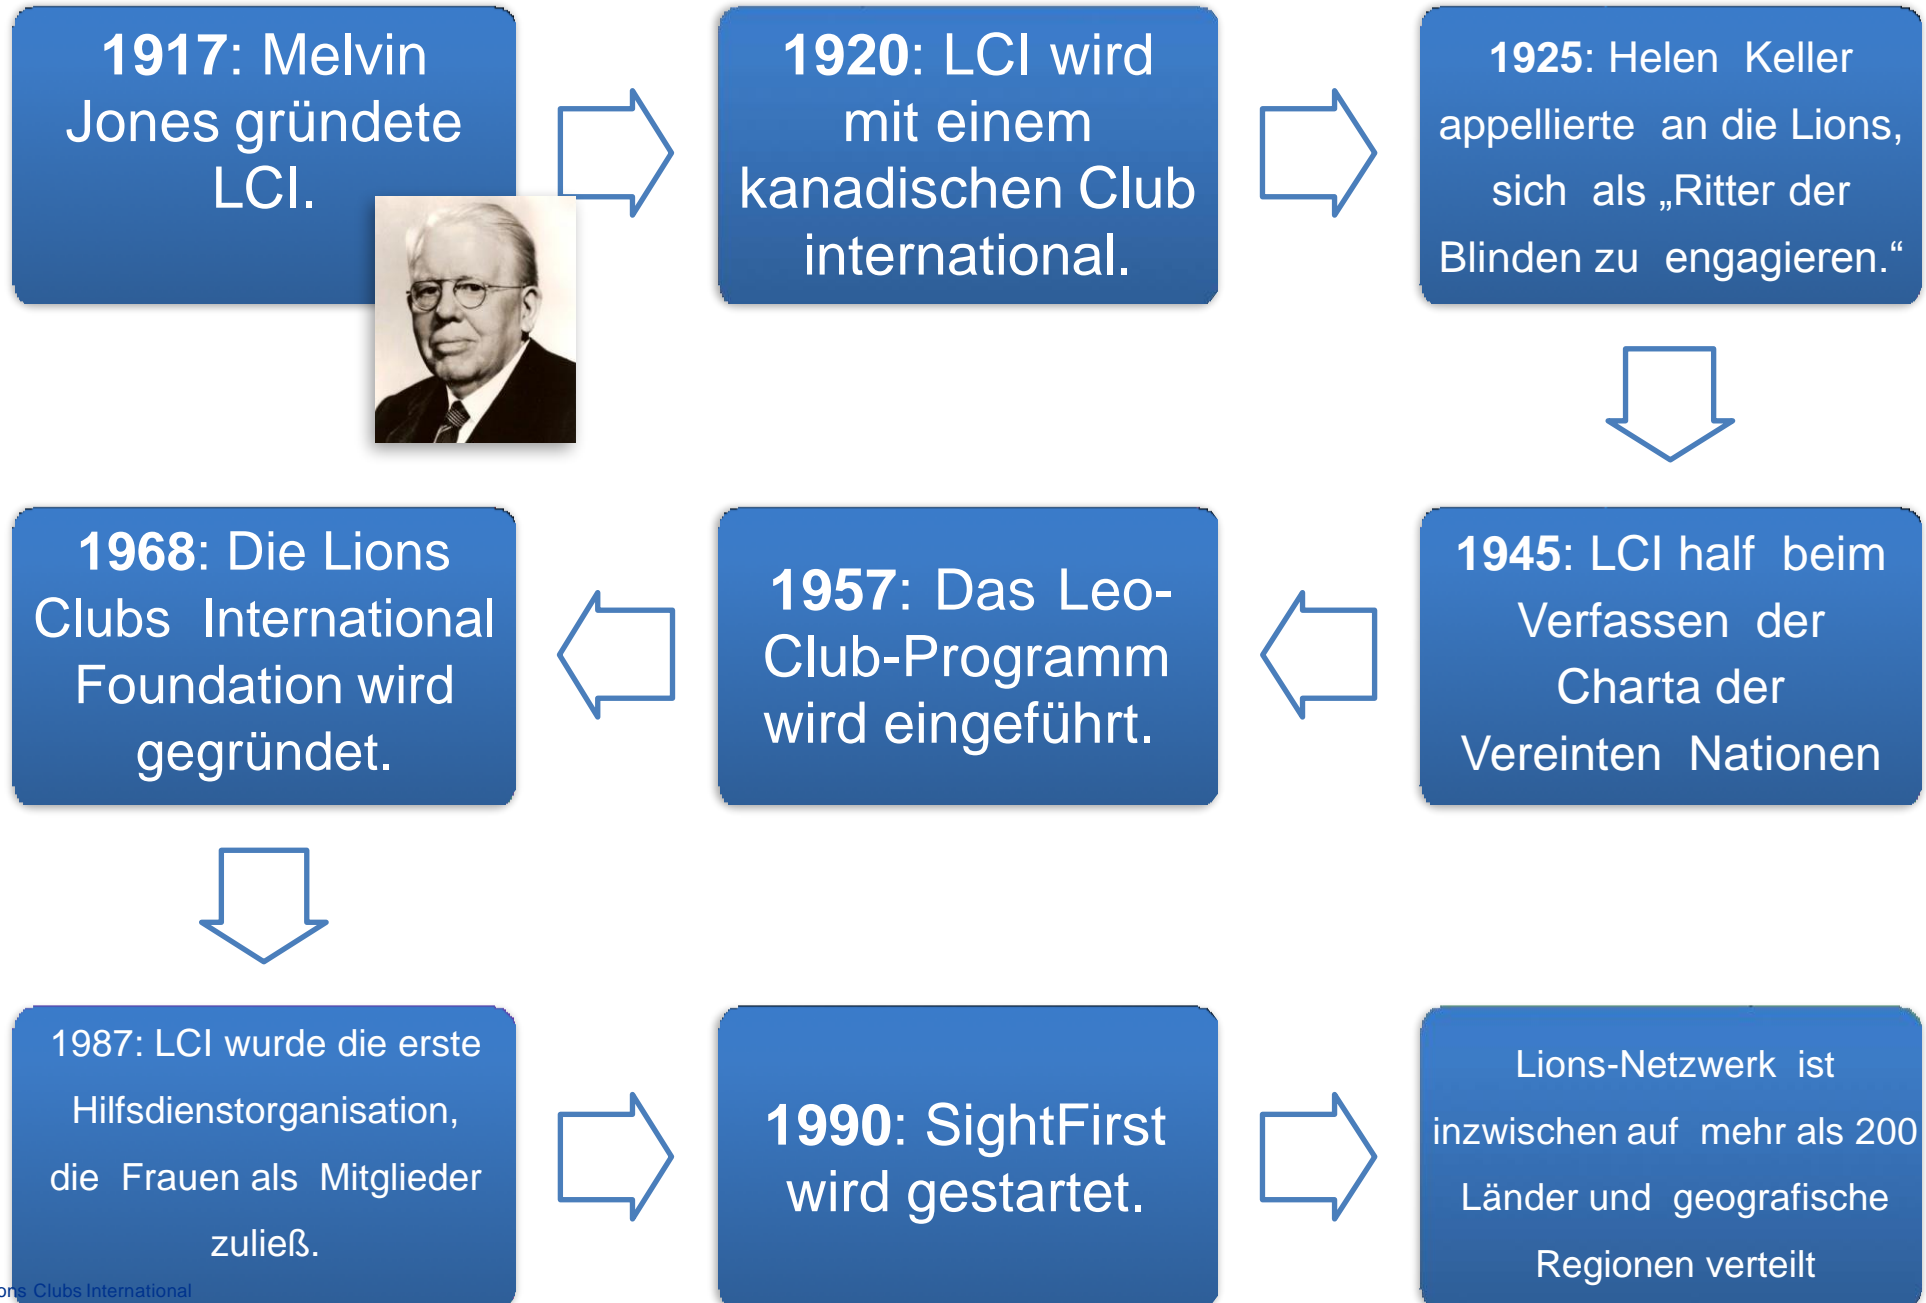 1917: Melvin
Jones gründete
LCI.
1920: LCI wird
mit einem
kanadischen Club
international.
1925: Helen Keller
appellierte an die Lions,
sich als „Ritter der
Blinden zu engagieren.“
1945: LCI half beim
Verfassen der
Charta der
Vereinten Nationen
1957: Das Leo-
Club-Programm
wird eingeführt.
1968: Die Lions
Clubs International
Foundation wird
gegründet.
1987: LCI wurde die erste
Hilfsdienstorganisation,
die Frauen als Mitglieder
zuließ.
1990: SightFirst
wird gestartet.
Lions-Netzwerk ist
inzwischen auf mehr als 200
Länder und geografische
Regionen verteilt
ons Clubs International